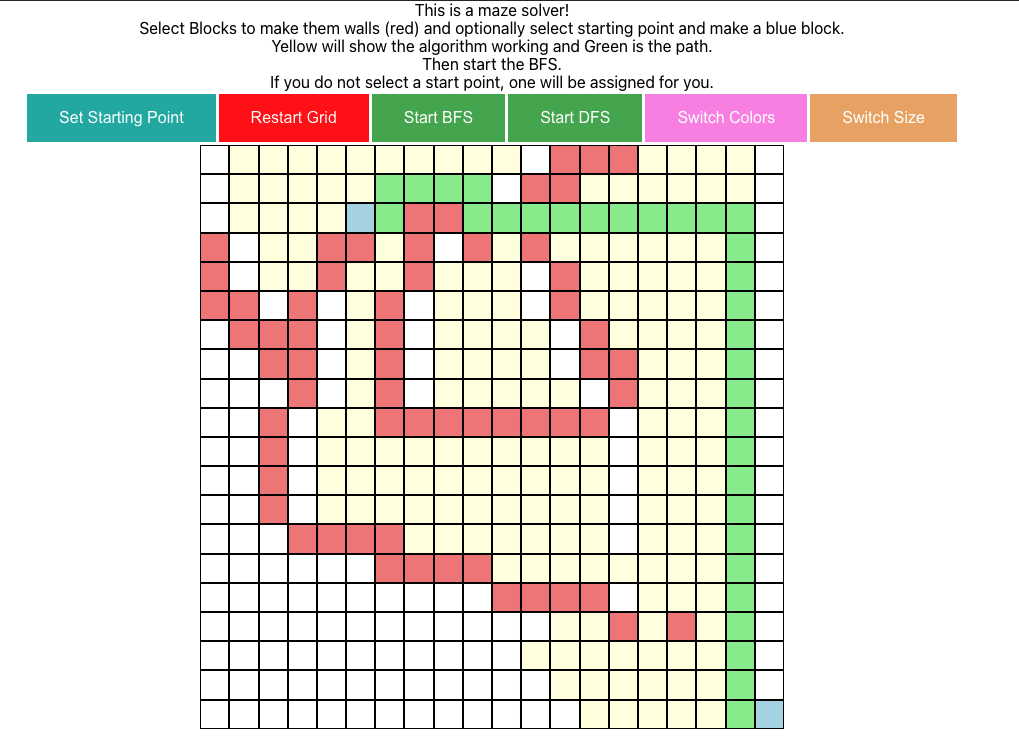 This is a maze solver!
Select Blocks to make them walls (red) and optionally select starting point and make a blue block.
Yellow will show the algorithm working and Green is the path.
Then start the BFS.
If you do not select a start point, one will be assigned for you.
Set Starting Point Restart Grid Start BFS Start DFS Switch Colors Switch Size